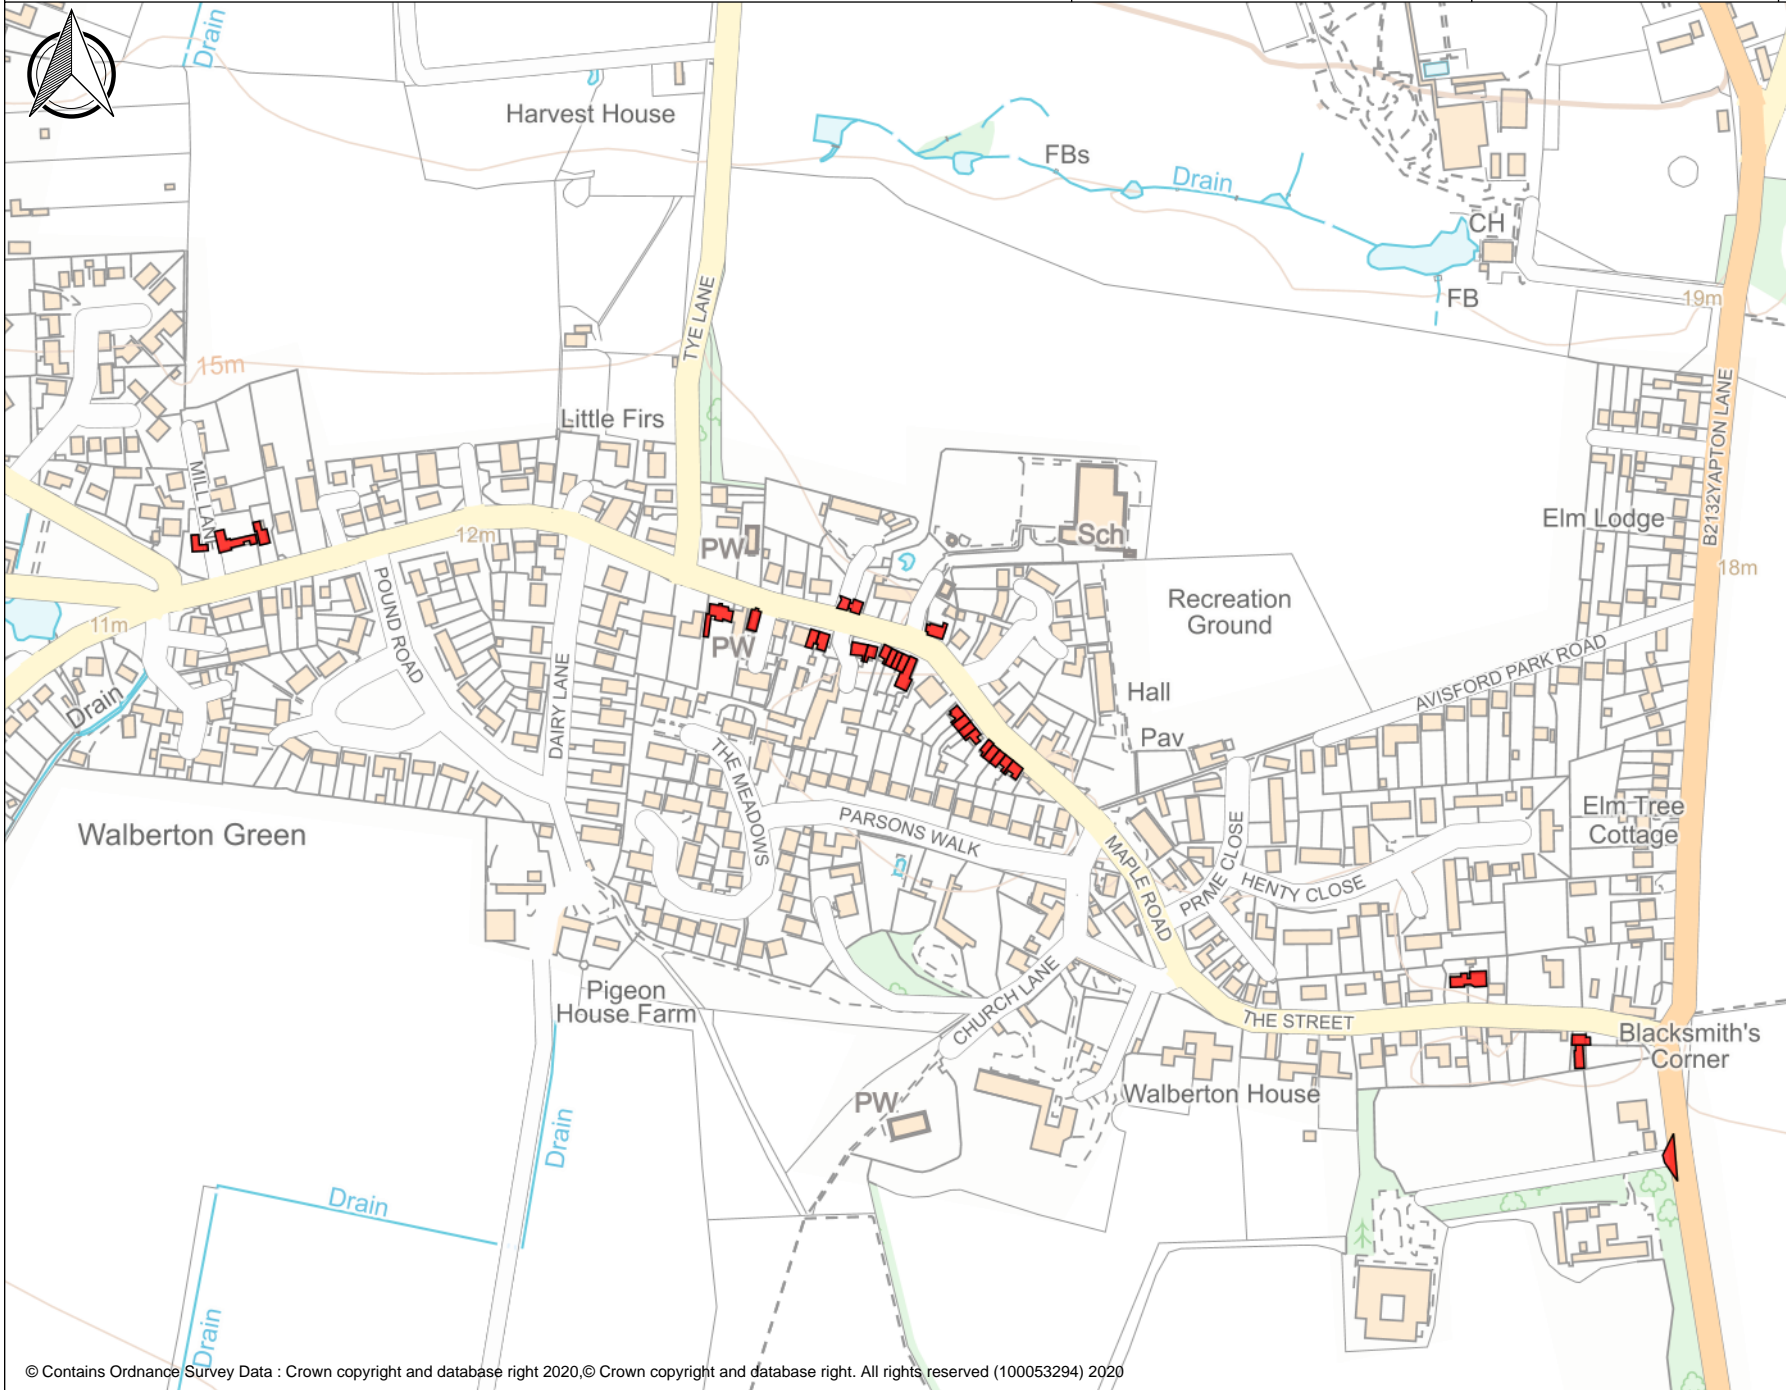 Drain
Harvest House
FBs
Drain
CH
FB
19m
TYE LANE
15m
Little Firs
B2132YAPTON LANE
MILL LAN
12m
PW
Sch
Elm Lodge
18m
Recreation
Ground
POUND ROAD
11m
PW
DAIRY LANE
AVISFORD PARK ROAD
Hall
Drain
Pav
THE MEADOWS
Walberton Green
PARSONS WALK
Elm Tree
Cottage
MAPLE ROAD
PRIME CLOSE
HENTY CLOSE
Pigeon
House Farm
CHURCH LANE
THE STREET
Blacksmith's
Corner
Walberton House
PW
Drain
Drain
Drain
© Contains Ordnance Survey Data : Crown copyright and database right 2020,© Crown copyright and database right. All rights reserved (100053294) 2020